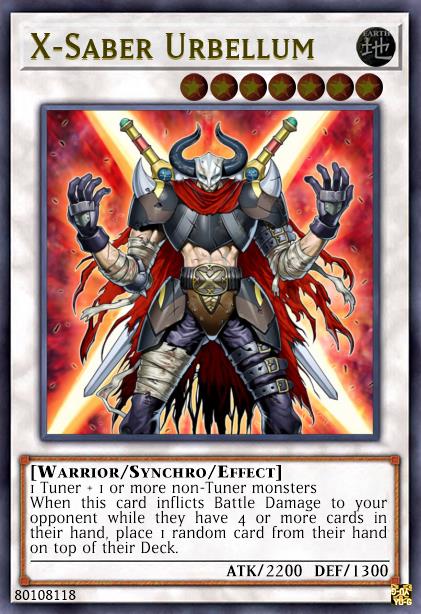 X-Saber Urbellum
EARTH
地
[Warrior/Synchro/Effect]
1 Tuner + 1 or more non-Tuner monsters
When this card inflicts Battle Damage to your
opponent while they have 4 or more cards in
their hand, place 1 random card from their hand
on top of their Deck.
ATK/2200 DEF/1300
80108118